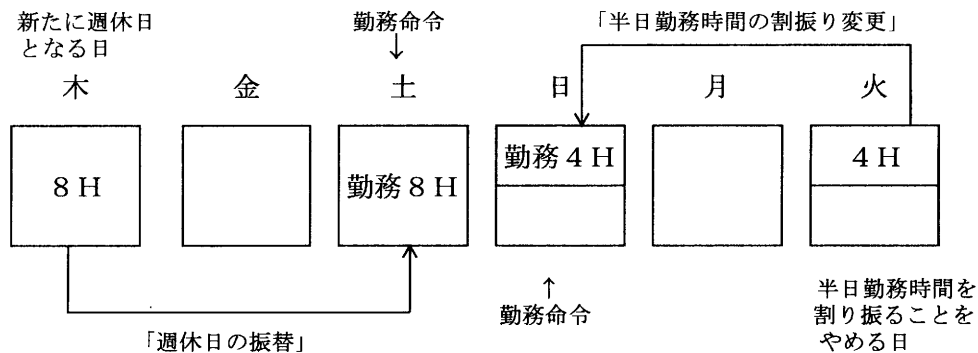 新たに週休日
となる日
勤務命令
↓
「半日勤務時間の割振り変更」
木 金 土 日 月 火
8H
勤務8H
勤務4H
4H
↑
勤務命令
「週休日の振替」
半日勤務時間を
割り振ることを
やめる日